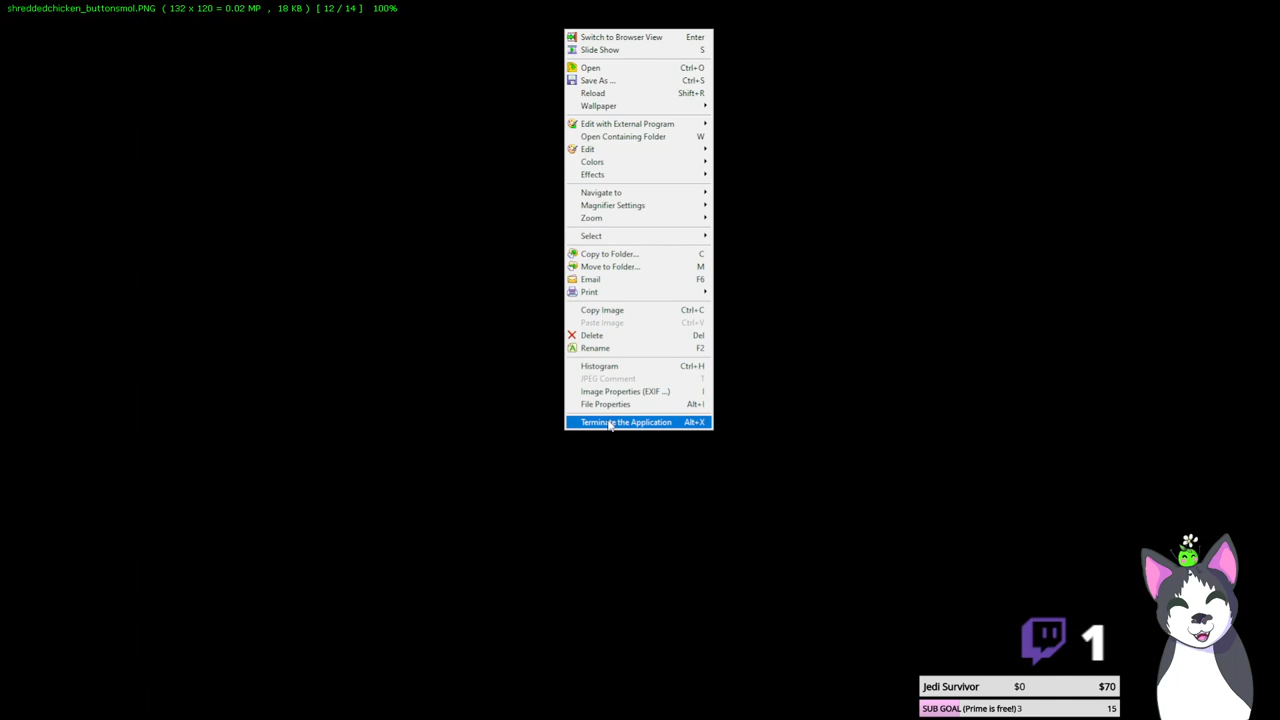 shreddedchicken_buttonsmol.PNG ( 132 x 120 = 0.02 MP , 18 KB ) [ 12 / 14 ] 100%
Switch to Browser View Enter
Slide Show S
Open Ctrl+O
Save As ... Ctrl+S
Reload Shift+R
Wallpaper
Edit with External Program
Open Containing Folder W
Edit
Colors
Effects
Navigate to
Magnifier Settings
Zoom
Select
Copy to Folder... C
Move to Folder... M
Email F6
Print
Copy Image Ctrl+C
Paste Image Ctrl+V
Delete Del
Rename F2
Histogram Ctrl+H
JPEG Comment T
Image Properties (EXIF ...) I
File Properties Alt+I
Terminate the Application Alt+X
1
Jedi Survivor $0 $70
SUB GOAL (Prime is free!) 3 15